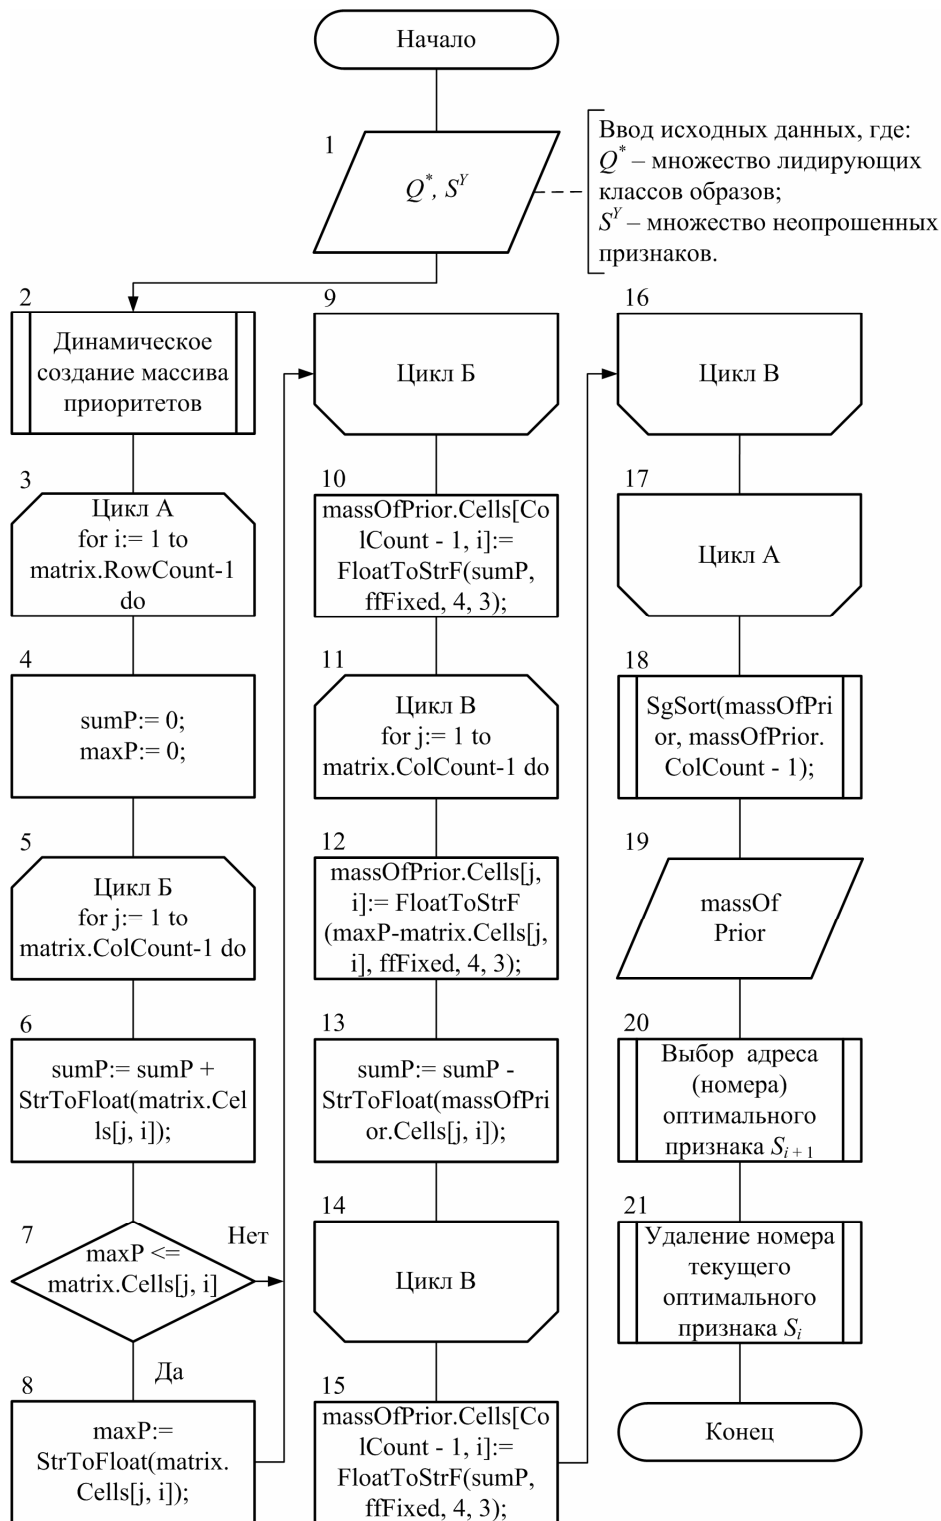 Начало
1
Q*, S^Y
Ввод исходных данных, где:
Q* – множество лидирующих
классов образов;
S^Y – множество неопрошенных
признаков.
2
Динамическое
создание массива
приоритетов
3
Цикл А
for i:= 1 to
matrix.RowCount-1
do
4
sumP:= 0;
maxP:= 0;
5
Цикл Б
for j:= 1 to
matrix.ColCount-1 do
6
sumP:= sumP +
StrToFloat(matrix.Cel
ls[j, i]);
7
maxP <=
matrix.Cells[j, i]
Нет
Да
8
maxP:=
StrToFloat(matrix.
Cells[j, i]);
9
Цикл Б
10
massOfPrior.Cells[Co
lCount - 1, i]:=
FloatToStrF(sumP,
ffFixed, 4, 3);
11
Цикл В
for j:= 1 to
matrix.ColCount-1 do
12
massOfPrior.Cells[j,
i]:= FloatToStrF
(maxP-matrix.Cells[j,
i], ffFixed, 4, 3);
13
sumP:= sumP -
StrToFloat(massOfPri
or.Cells[j, i]);
14
Цикл В
15
massOfPrior.Cells[Co
lCount - 1, i]:=
FloatToStrF(sumP,
ffFixed, 4, 3);
16
Цикл В
17
Цикл А
18
SgSort(massOfPri
or, massOfPrior.
ColCount - 1);
19
massOf
Prior
20
Выбор адреса
(номера)
оптимального
признака S_{i + 1}
21
Удаление номера
текущего
оптимального
признака S_i
Конец